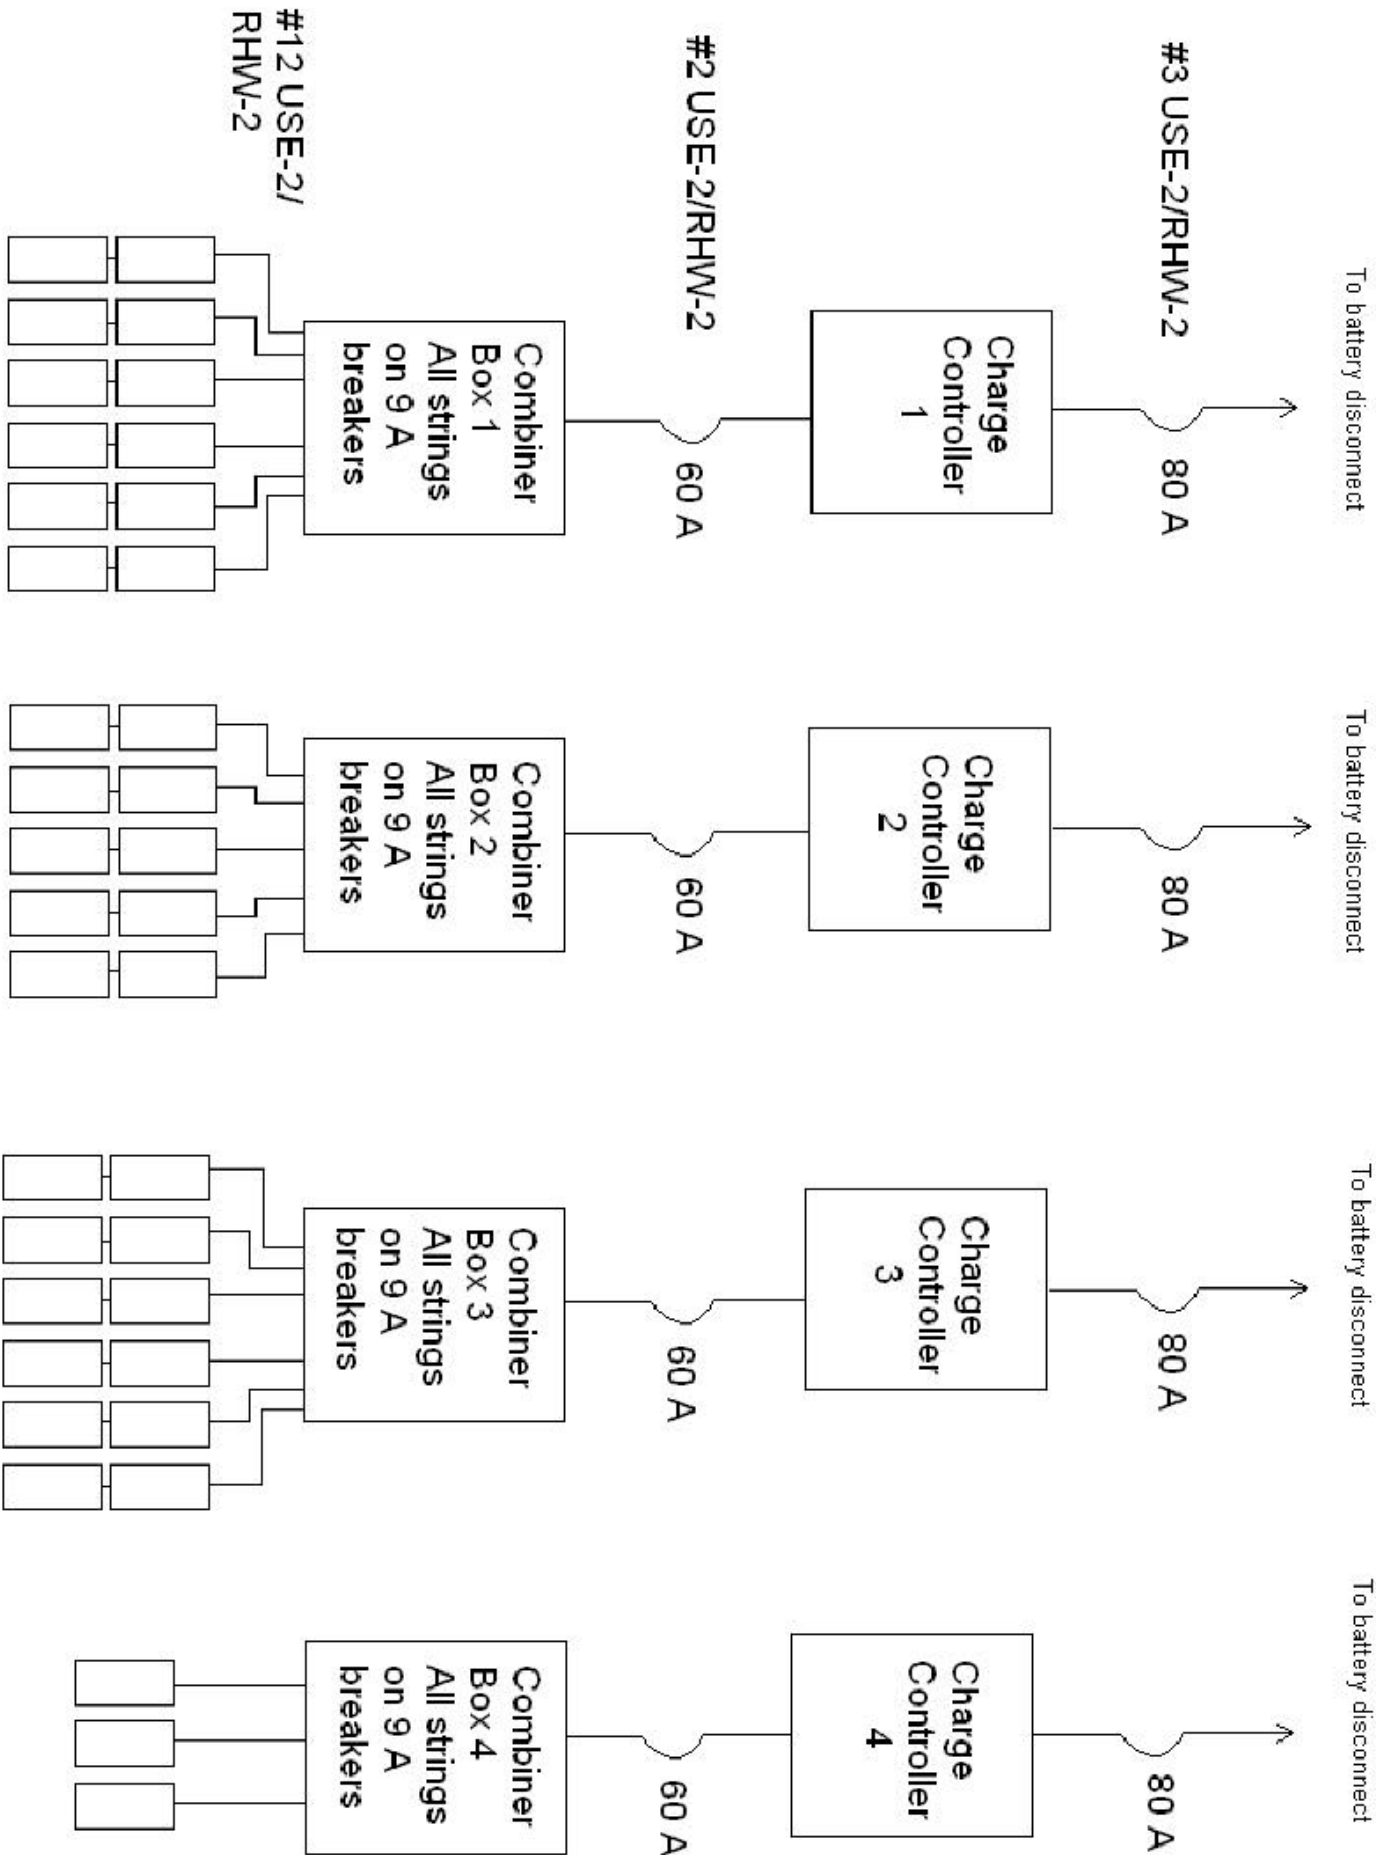 To battery disconnect
To battery disconnect
To battery disconnect
To battery disconnect
#3 USE-2/RHW-2
80 A
80 A
80 A
80 A
Charge
Controller
1
Charge
Controller
2
Charge
Controller
3
Charge
Controller
4
#2 USE-2/RHW-2
60 A
60 A
60 A
60 A
Combiner
Box 1
All strings
on 9 A
breakers
Combiner
Box 2
All strings
on 9 A
breakers
Combiner
Box 3
All strings
on 9 A
breakers
Combiner
Box 4
All strings
on 9 A
breakers
#12 USE-2/
RHW-2